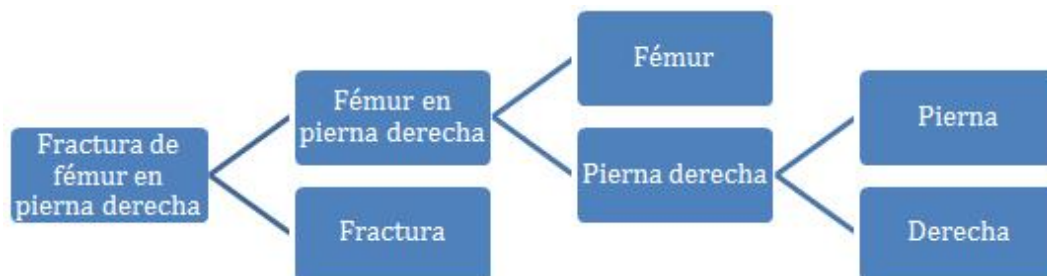 Fractura de
fémur en
pierna derecha
Fémur en
pierna derecha
Fractura
Fémur
Pierna derecha
Pierna
Derecha